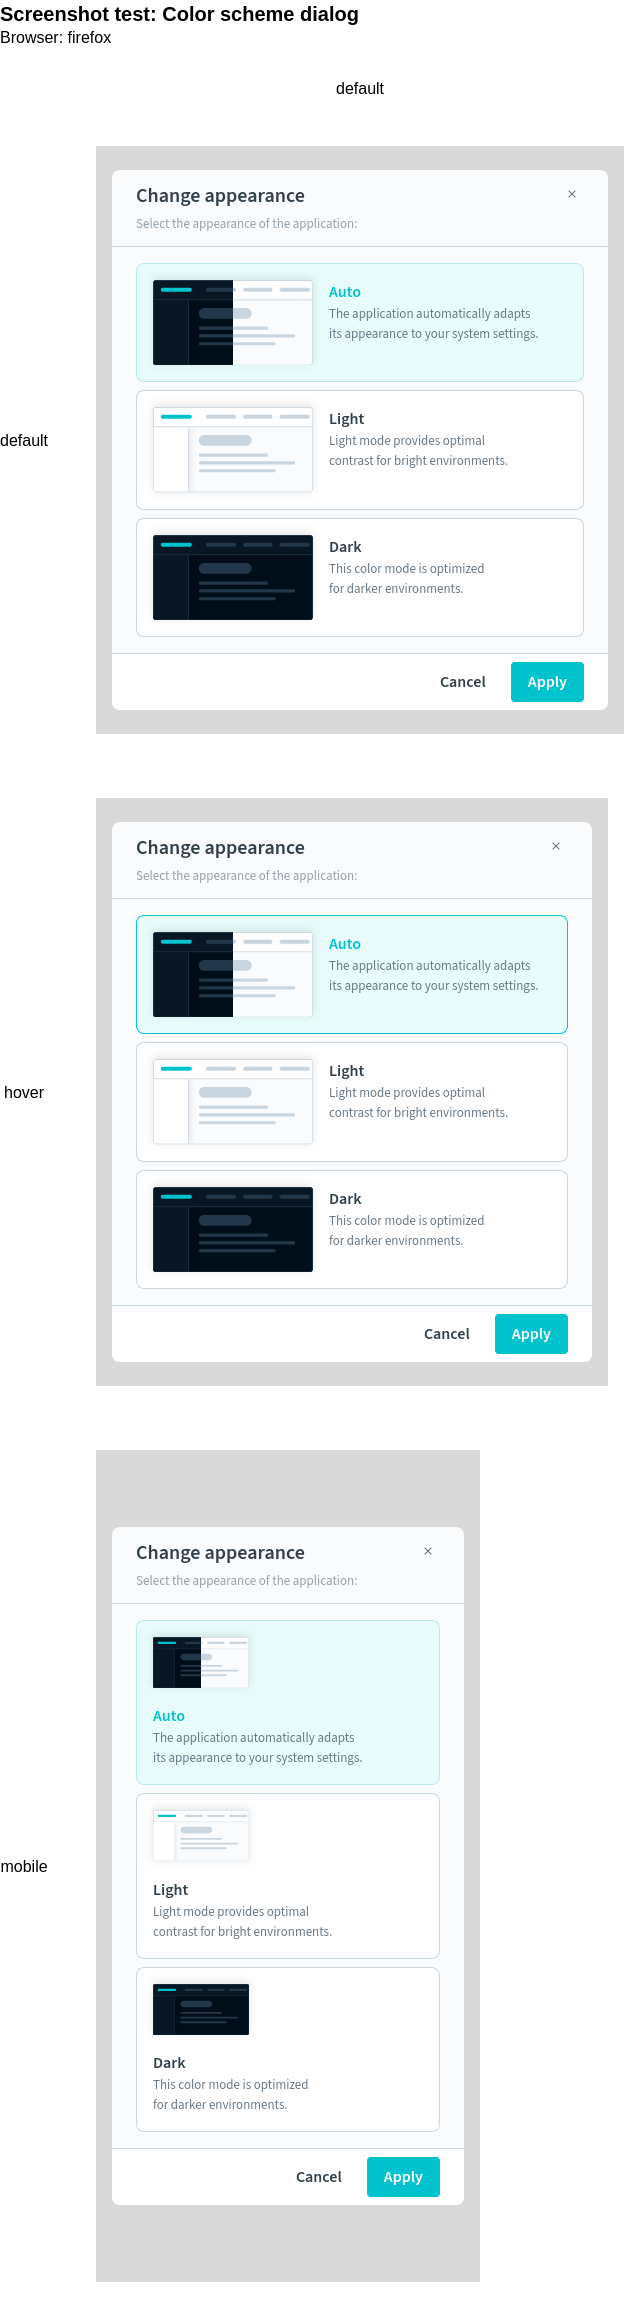 Screenshot test: Color scheme dialog
Browser: firefox
default
default
Change appearance
×
Select the appearance of the application:
Auto
The application automatically adapts
its appearance to your system settings.
Light
Light mode provides optimal
contrast for bright environments.
Dark
This color mode is optimized
for darker environments.
Cancel
Apply
hover
Change appearance
×
Select the appearance of the application:
Auto
The application automatically adapts
its appearance to your system settings.
Light
Light mode provides optimal
contrast for bright environments.
Dark
This color mode is optimized
for darker environments.
Cancel
Apply
mobile
Change appearance
×
Select the appearance of the application:
Auto
The application automatically adapts
its appearance to your system settings.
Light
Light mode provides optimal
contrast for bright environments.
Dark
This color mode is optimized
for darker environments.
Cancel
Apply